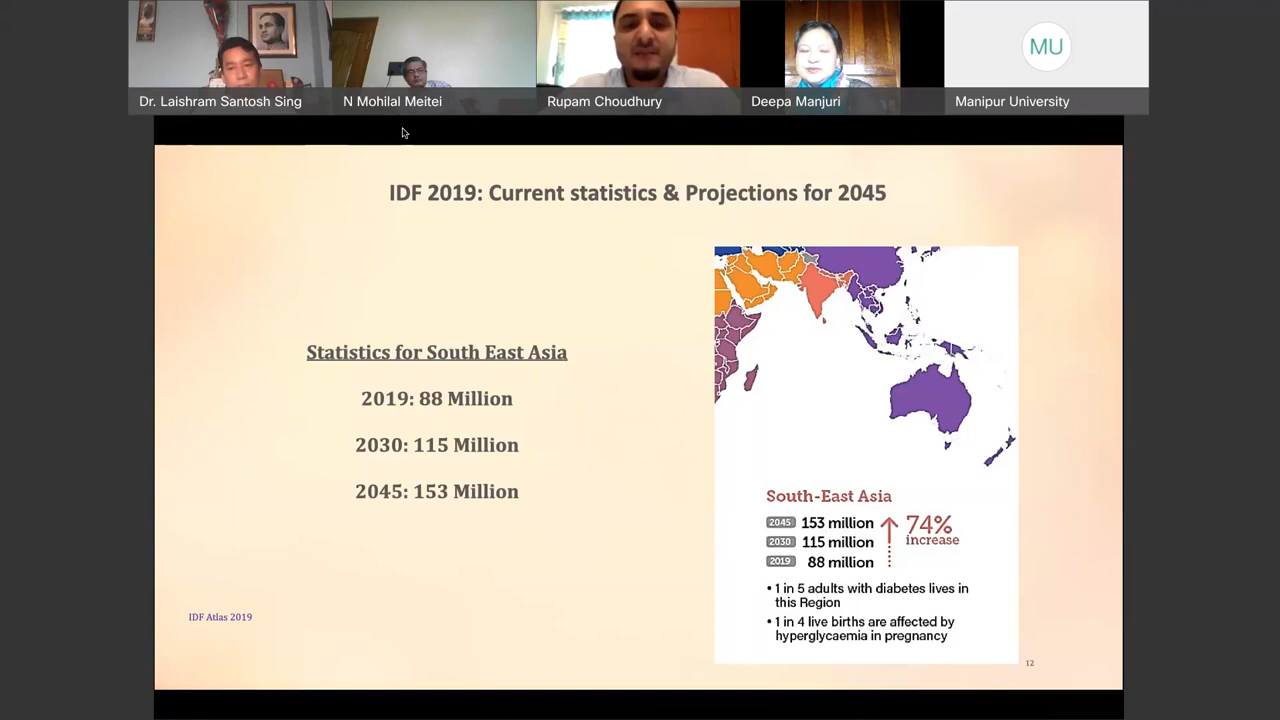 Dr. Laishram Santosh Sing
N Mohilal Meitei
Rupam Choudhury
Deepa Manjuri
MU
Manipur University
IDF 2019: Current statistics & Projections for 2045
Statistics for South East Asia
2019: 88 Million
2030: 115 Million
2045: 153 Million
IDF Atlas 2019
South-East Asia
2045 153 million
2030 115 million
2019 88 million
74%
increase
• 1 in 5 adults with diabetes lives in
this Region
• 1 in 4 live births are affected by
hyperglycaemia in pregnancy
12